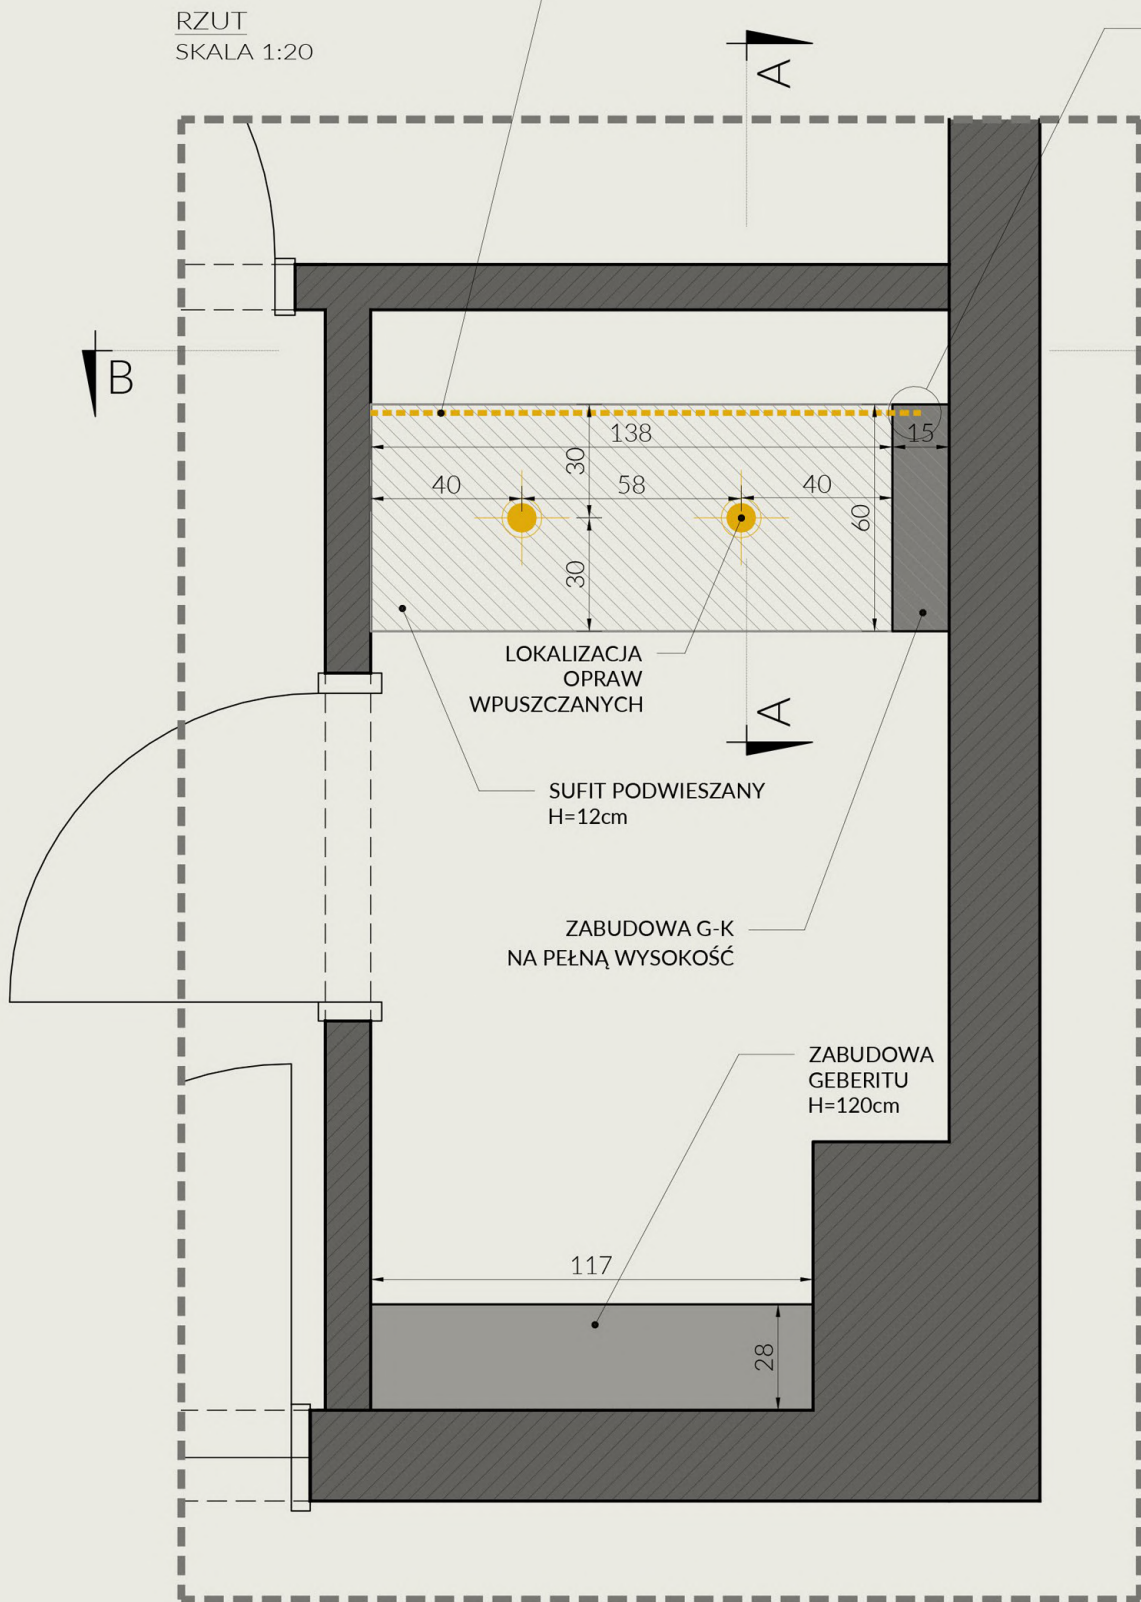 RZUT
SKALA 1:20
A
B
138
15
30
40
58
40
60
30
LOKALIZACJA
OPRAW
WPUSZCZANYCH
A
SUFIT PODWIESZANY
H=12cm
ZABUDOWA G-K
NA PEŁNĄ WYSOKOŚĆ
ZABUDOWA
GEBERITU
H=120cm
117
28